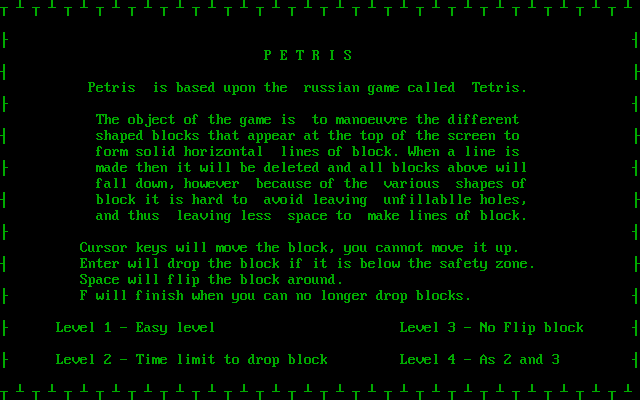 P E T R I S
Petris  is based upon the  russian game called  Tetris.
The object of the game is  to manoeuvre the different
shaped blocks that appear at the top of the screen to
form solid horizontal  lines of block. When a line is
made then it will be deleted and all blocks above will
fall down, however  because of the  various  shapes of
block it is hard to  avoid leaving  unfillablle holes,
and thus  leaving less  space to  make lines of block.
Cursor keys will move the block, you cannot move it up.
Enter will drop the block if it is below the safety zone.
Space will flip the block around.
F will finish when you can no longer drop blocks.
Level 1 - Easy level                       Level 3 - No Flip block
Level 2 - Time limit to drop block         Level 4 - As 2 and 3